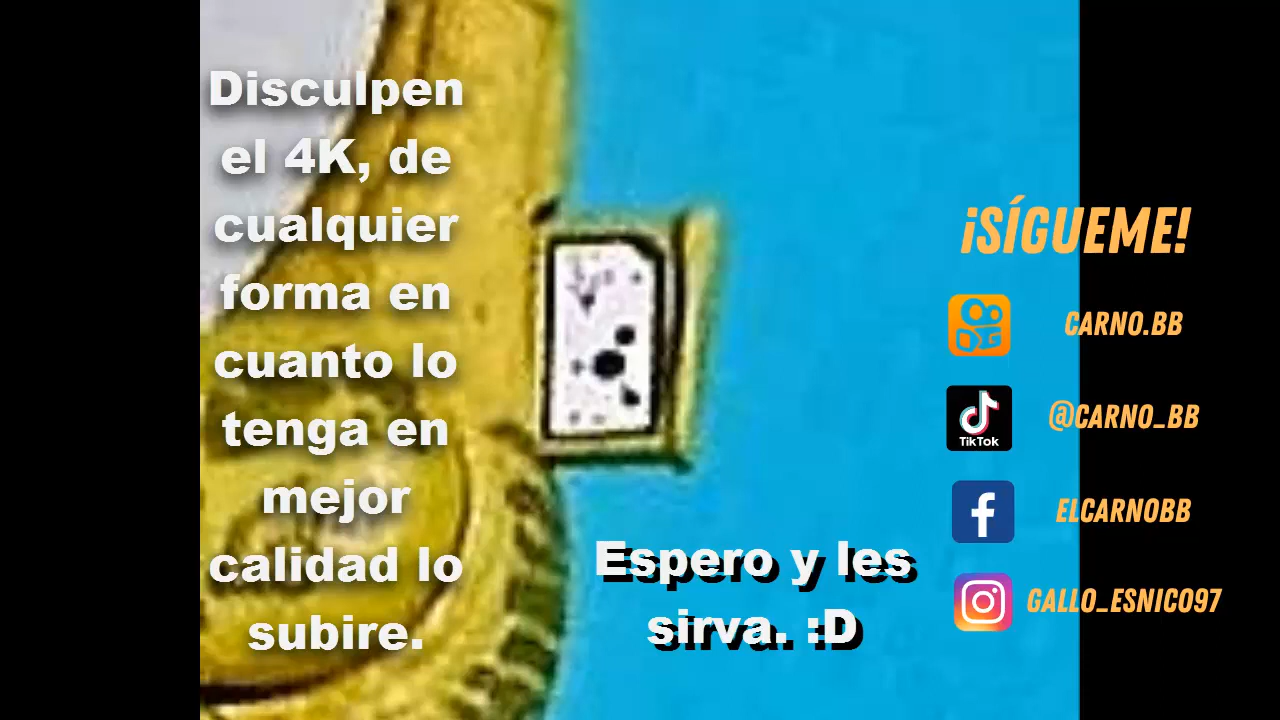 Disculpen
el 4K, de
cualquier
forma en
cuanto lo
tenga en
mejor
calidad lo
subire.
Espero y les
sirva. :D
¡SÍGUEME!
CARNO.BB
TikTok
@CARNO_BB
ELCARNOBB
GALLO_ESNICO97